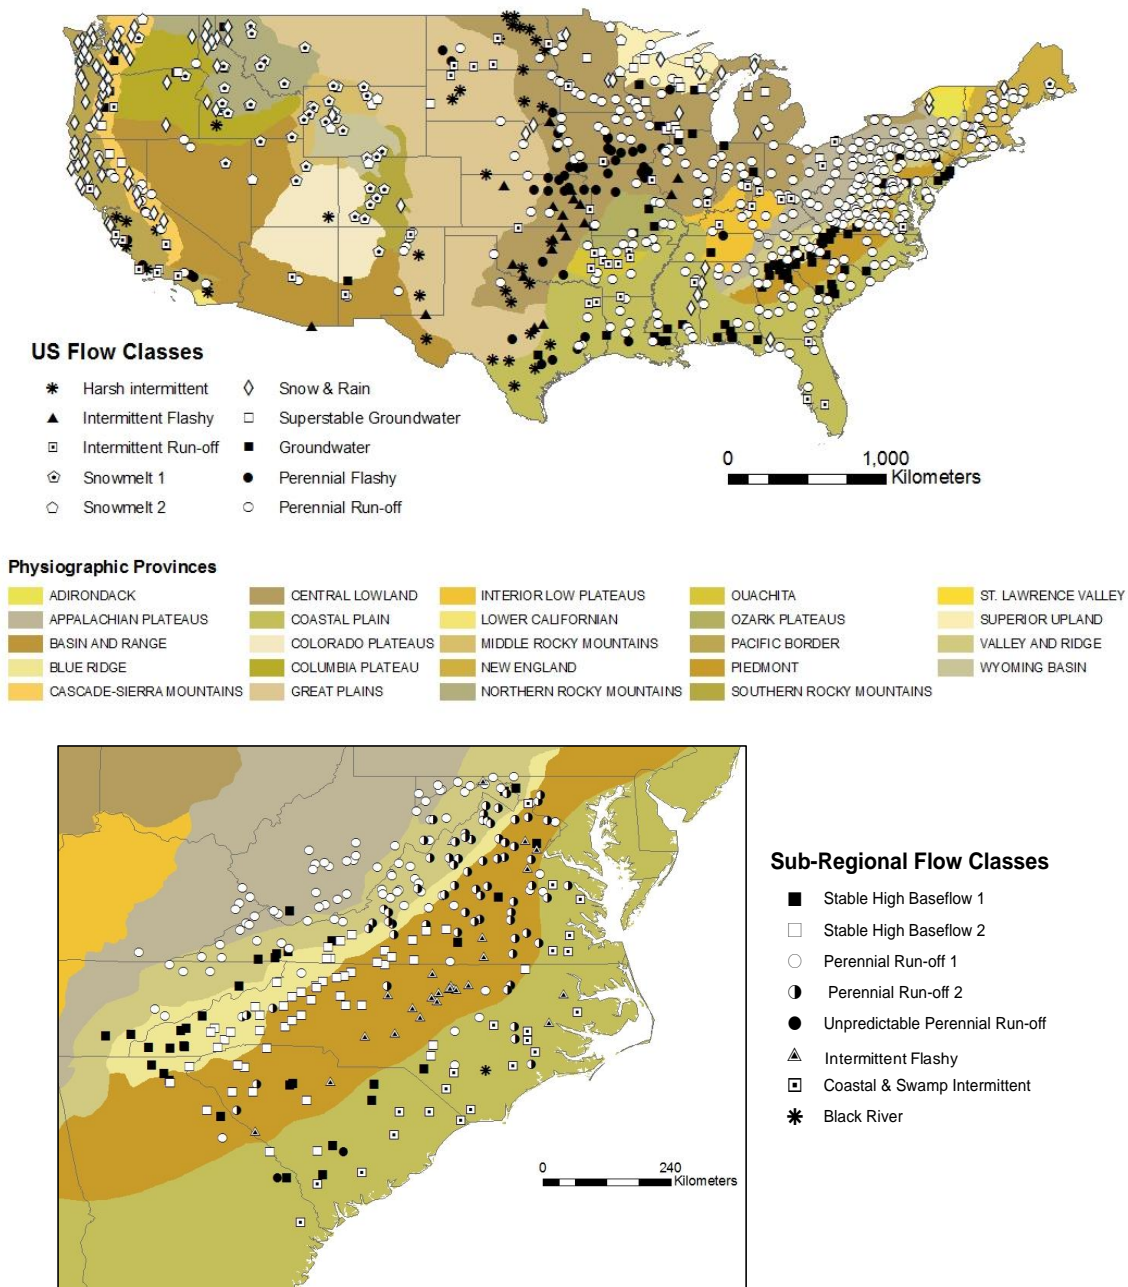 US Flow Classes
Harsh intermittent
Snow & Rain
Intermittent Flashy
Superstable Groundwater
Intermittent Run-off
Groundwater
Snowmelt 1
Perennial Flashy
Snowmelt 2
Perennial Run-off
0 1,000
Kilometers
Physiographic Provinces
ADIRONDACK
CENTRAL LOWLAND
INTERIOR LOW PLATEAUS
OUACHITA
ST. LAWRENCE VALLEY
APPALACHIAN PLATEAUS
COASTAL PLAIN
LOWER CALIFORNIAN
OZARK PLATEAUS
SUPERIOR UPLAND
BASIN AND RANGE
COLORADO PLATEAUS
MIDDLE ROCKY MOUNTAINS
PACIFIC BORDER
VALLEY AND RIDGE
BLUE RIDGE
COLUMBIA PLATEAU
NEW ENGLAND
PIEDMONT
WYOMING BASIN
CASCADE-SIERRA MOUNTAINS
GREAT PLAINS
NORTHERN ROCKY MOUNTAINS
SOUTHERN ROCKY MOUNTAINS
Sub-Regional Flow Classes
Stable High Baseflow 1
Stable High Baseflow 2
Perennial Run-off 1
Perennial Run-off 2
Unpredictable Perennial Run-off
Intermittent Flashy
Coastal & Swamp Intermittent
Black River
0 240
Kilometers